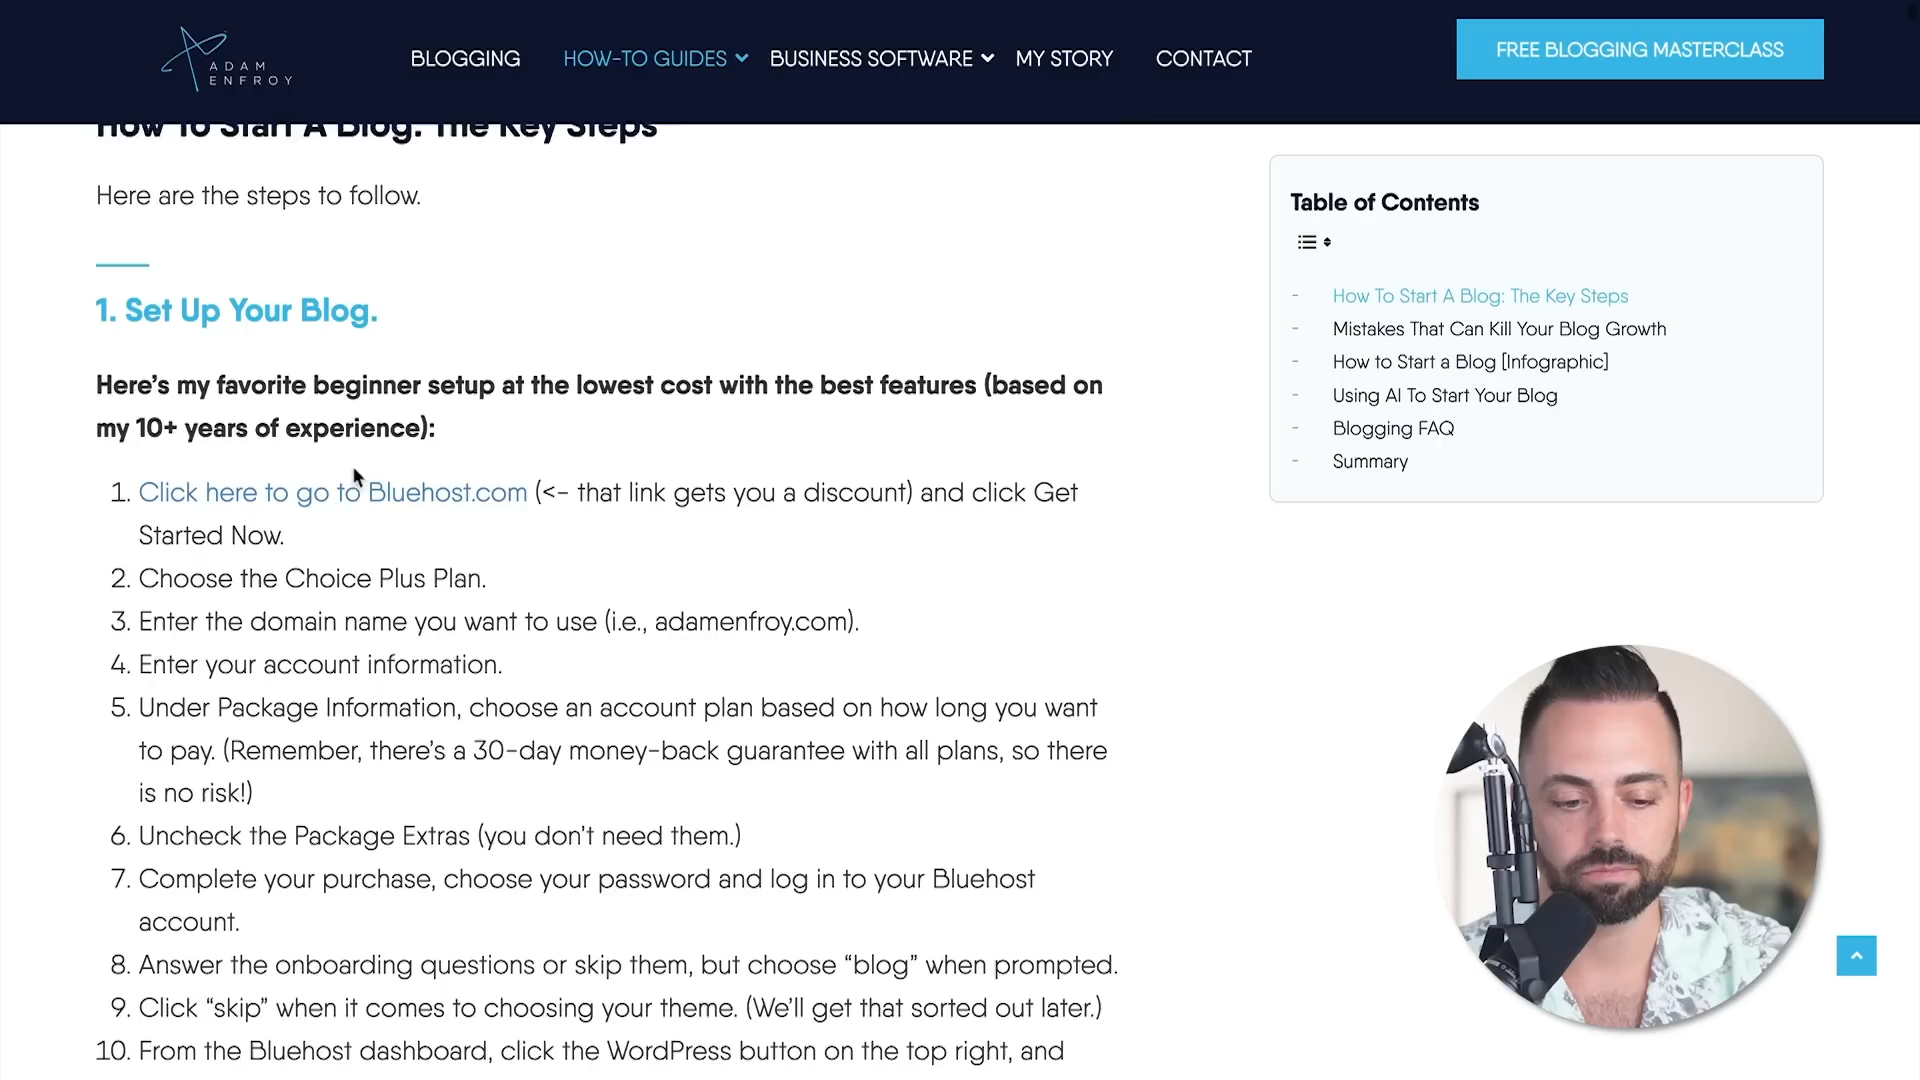 ADAM
ENFROY
BLOGGING
HOW-TO GUIDES
BUSINESS SOFTWARE
MY STORY
CONTACT
FREE BLOGGING MASTERCLASS
How To Start A Blog: The Key Steps
Here are the steps to follow.
1. Set Up Your Blog.
Here's my favorite beginner setup at the lowest cost with the best features (based on
my 10+ years of experience):
1. Click here to go to Bluehost.com (<- that link gets you a discount) and click Get
Started Now.
2. Choose the Choice Plus Plan.
3. Enter the domain name you want to use (i.e., adamenfroy.com).
4. Enter your account information.
5. Under Package Information, choose an account plan based on how long you want
to pay. (Remember, there's a 30-day money-back guarantee with all plans, so there
is no risk!)
6. Uncheck the Package Extras (you don't need them.)
7. Complete your purchase, choose your password and log in to your Bluehost
account.
8. Answer the onboarding questions or skip them, but choose “blog” when prompted.
9. Click “skip” when it comes to choosing your theme. (We'll get that sorted out later.)
10. From the Bluehost dashboard, click the WordPress button on the top right, and
Table of Contents
- How To Start A Blog: The Key Steps
- Mistakes That Can Kill Your Blog Growth
- How to Start a Blog [Infographic]
- Using AI To Start Your Blog
- Blogging FAQ
- Summary